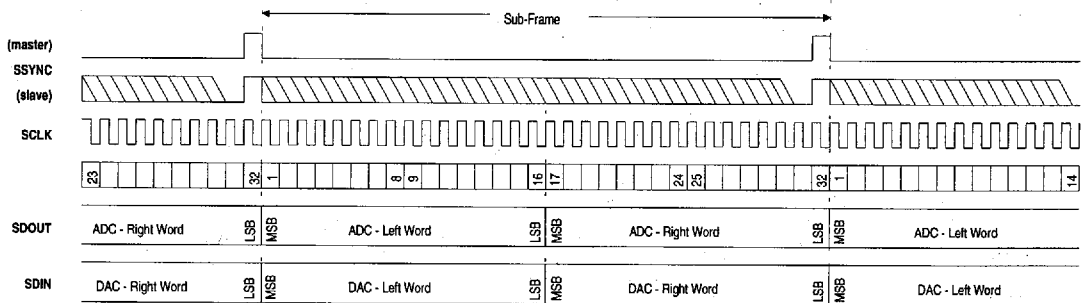 Sub-Frame
(master)
SSYNC
(slave)
SCLK
23 32 1 8 9 16 17 24 25 32 1 14
SDOUT ADC - Right Word LSB MSB ADC - Left Word LSB MSB ADC - Right Word LSB MSB ADC - Left Word
SDIN DAC - Right Word LSB MSB DAC - Left Word LSB MSB DAC - Right Word LSB MSB DAC - Left Word